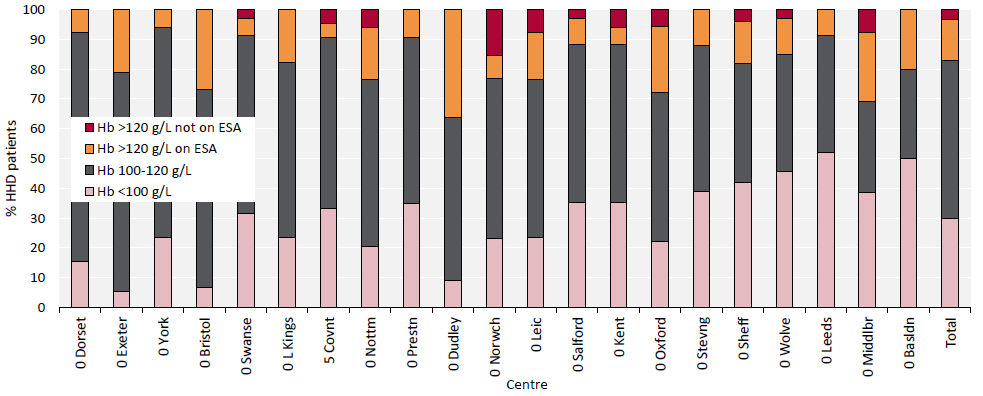 100
90
80
70
60
50
40
30
20
10
0
% HHD patients
Hb >120 g/L not on ESA
Hb >120 g/L on ESA
Hb 100-120 g/L
Hb <100 g/L
0 Dorset
0 Exeter
0 York
0 Bristol
0 Swanse
0 L Kings
5 Covnt
0 Nottm
0 Prestn
0 Dudley
0 Norwch
0 Leic
0 Salford
0 Kent
0 Oxford
0 Stevng
0 Sheff
0 Wolve
0 Leeds
0 Middlbr
0 Basldn
Total
Centre